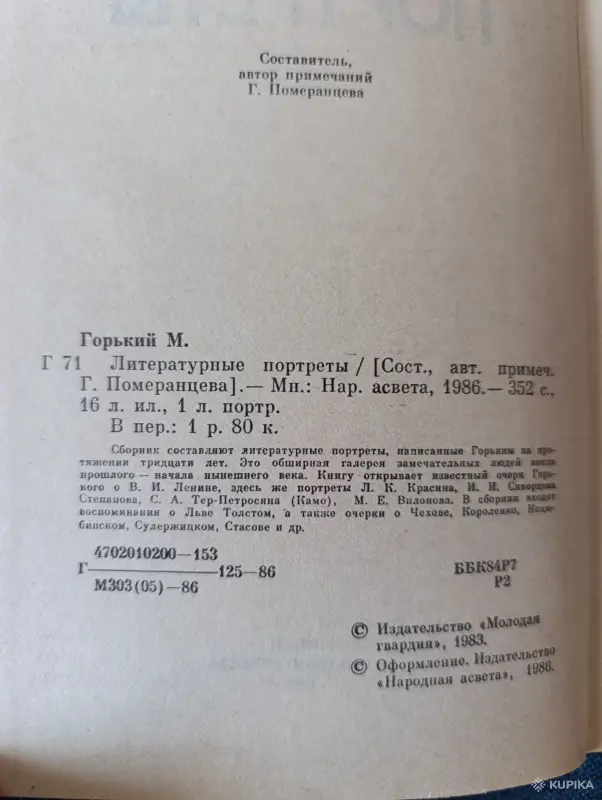 Составитель,
автор примечаний
Г. Померанцева
Горький М.
Г 71 Литературные портреты / [Сост., авт. примеч.
Г. Померанцева].— Мн.: Нар. асвета, 1986.— 352 с.,
16 л. ил., 1 л. портр.
В пер.: 1 р. 80 к.
Сборник составляют литературные портреты, написанные Горьким на про-
тяжении тридцати лет. Это обширная галерея замечательных людей конца
прошлого — начала нынешнего века. Книгу открывает известный очерк Горь-
кого о В. И. Ленине, здесь же портреты Л. К. Красина, И. И. Скворцова-
Степанова, С. А. Тер-Петросяна (Камо), М. Е. Вилонова. В сборник входят
воспоминания о Льве Толстом, а также очерки о Чехове, Короленко, Коцю-
бинском, Сулержицком, Стасове и др.
4702010200—153
Г————125—86
М303(05)—86
ББК84Р7
Р2
© Издательство «Молодая
гвардия», 1983.
© Оформление. Издательство
«Народная асвета», 1986.
KUPIKA